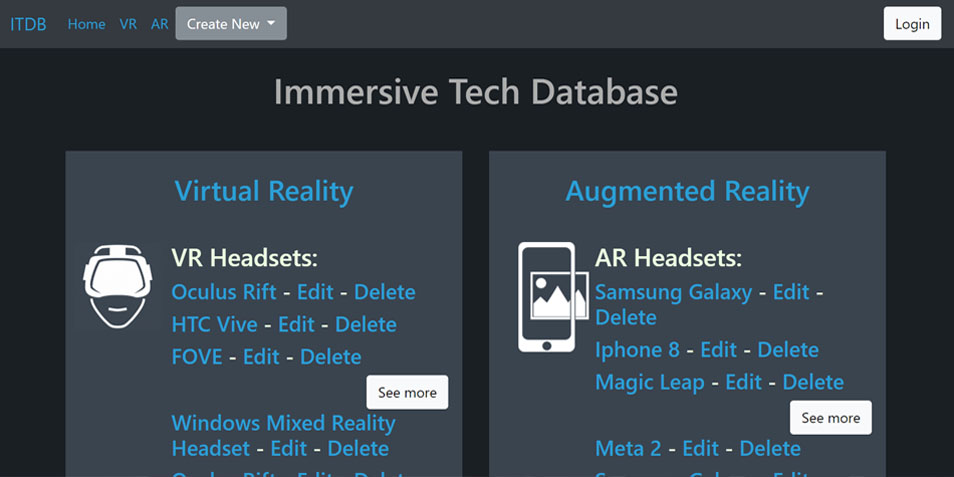 ITDB Home VR AR Create New Login
Immersive Tech Database
Virtual Reality
VR Headsets:
Oculus Rift - Edit - Delete
HTC Vive - Edit - Delete
FOVE - Edit - Delete
See more
Windows Mixed Reality
Headset - Edit - Delete
Augmented Reality
AR Headsets:
Samsung Galaxy - Edit -
Delete
Iphone 8 - Edit - Delete
Magic Leap - Edit - Delete
See more
Meta 2 - Edit - Delete